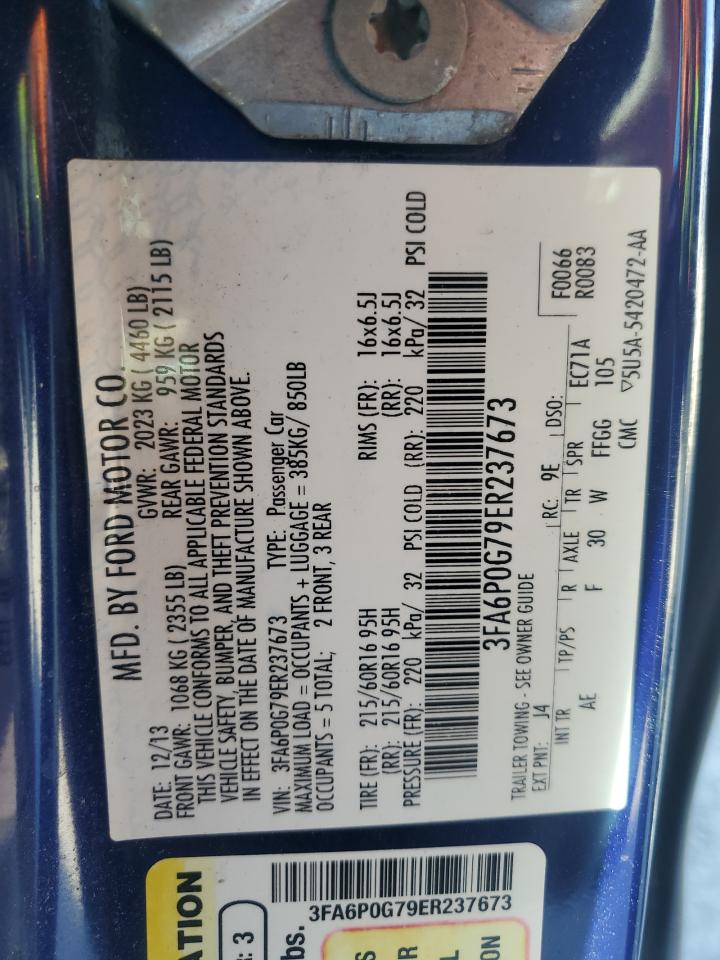 MFD. BY FORD MOTOR CO.
DATE: 12/13 GVWR: 2023 KG ( 4460 LB)
FRONT GAWR: 1068 KG ( 2355 LB) REAR GAWR: 959 KG ( 2115 LB)
THIS VEHICLE CONFORMS TO ALL APPLICABLE FEDERAL MOTOR
VEHICLE SAFETY, BUMPER, AND THEFT PREVENTION STANDARDS
IN EFFECT ON THE DATE OF MANUFACTURE SHOWN ABOVE.
VIN: 3FA6P0G79ER237673 TYPE: Passenger Car
MAXIMUM LOAD = OCCUPANTS + LUGGAGE = 385KG/ 850LB
OCCUPANTS = 5 TOTAL; 2 FRONT, 3 REAR
TIRE (FR): 215/60R16 95H RIMS (FR): 16x6.5J
(RR): 215/60R16 95H (RR): 16x6.5J
PRESSURE (FR): 220 kPa/ 32 PSI COLD (RR): 220 kPa/ 32 PSI COLD
3FA6P0G79ER237673
TRAILER TOWING - SEE OWNER GUIDE
F0066
R0083
EXT PNT: J4 RC: 9E DSO:
INT TR TP/PS R AXLE TR SPR EC71A
AE F 30 W FFGG 105
CMC ▽5U5A-5420472-AA
3FA6P0G79ER237673
: 3